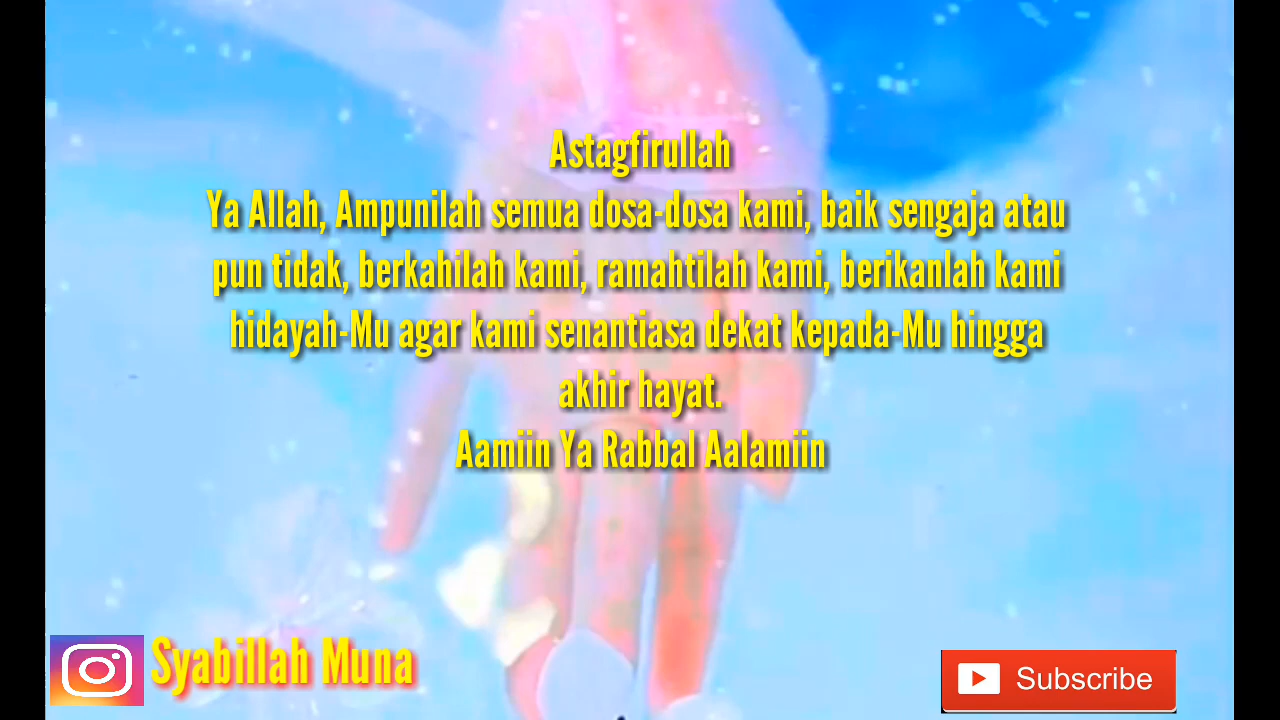 Astagfirullah
Ya Allah, Ampunilah semua dosa-dosa kami, baik sengaja atau
pun tidak, berkahilah kami, ramahtilah kami, berikanlah kami
hidayah-Mu agar kami senantiasa dekat kepada-Mu hingga
akhir hayat.
Aamiin Ya Rabbal Aalamiin
Syabillah Muna
Subscribe